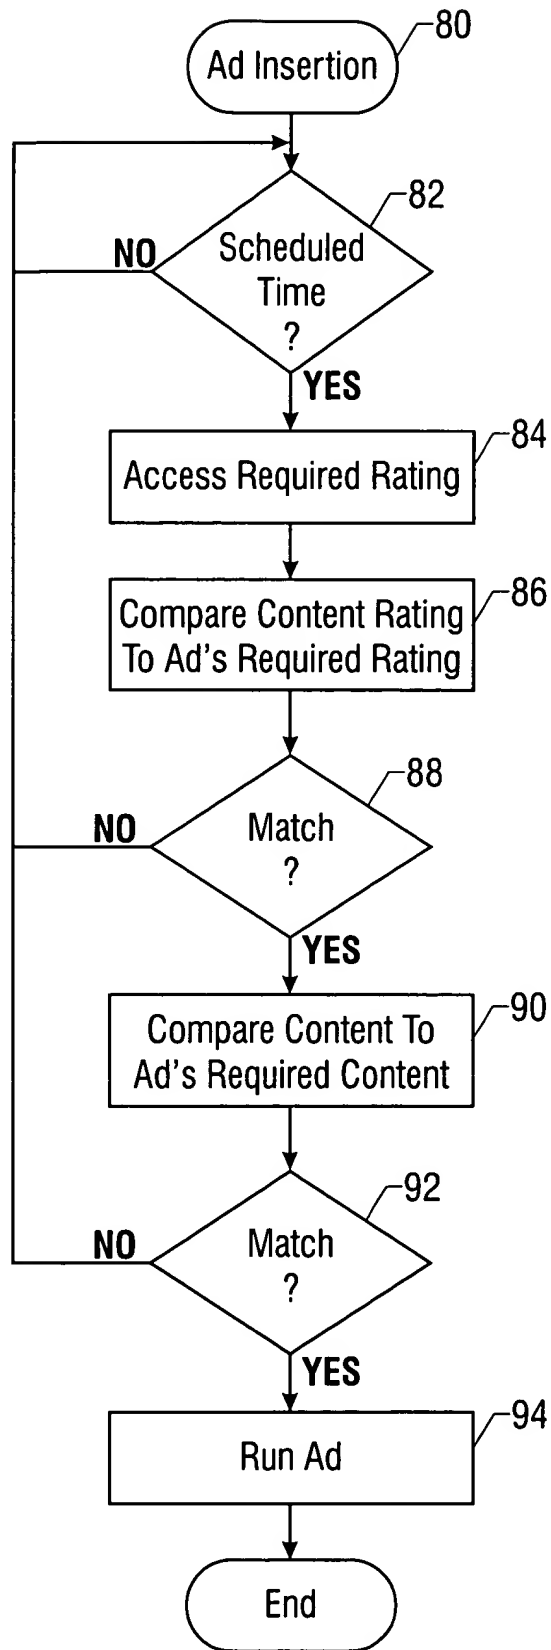 80
Ad Insertion
82
NO
Scheduled
Time
?
YES
84
Access Required Rating
86
Compare Content Rating
To Ad's Required Rating
88
NO
Match
?
YES
90
Compare Content To
Ad's Required Content
92
NO
Match
?
YES
94
Run Ad
End